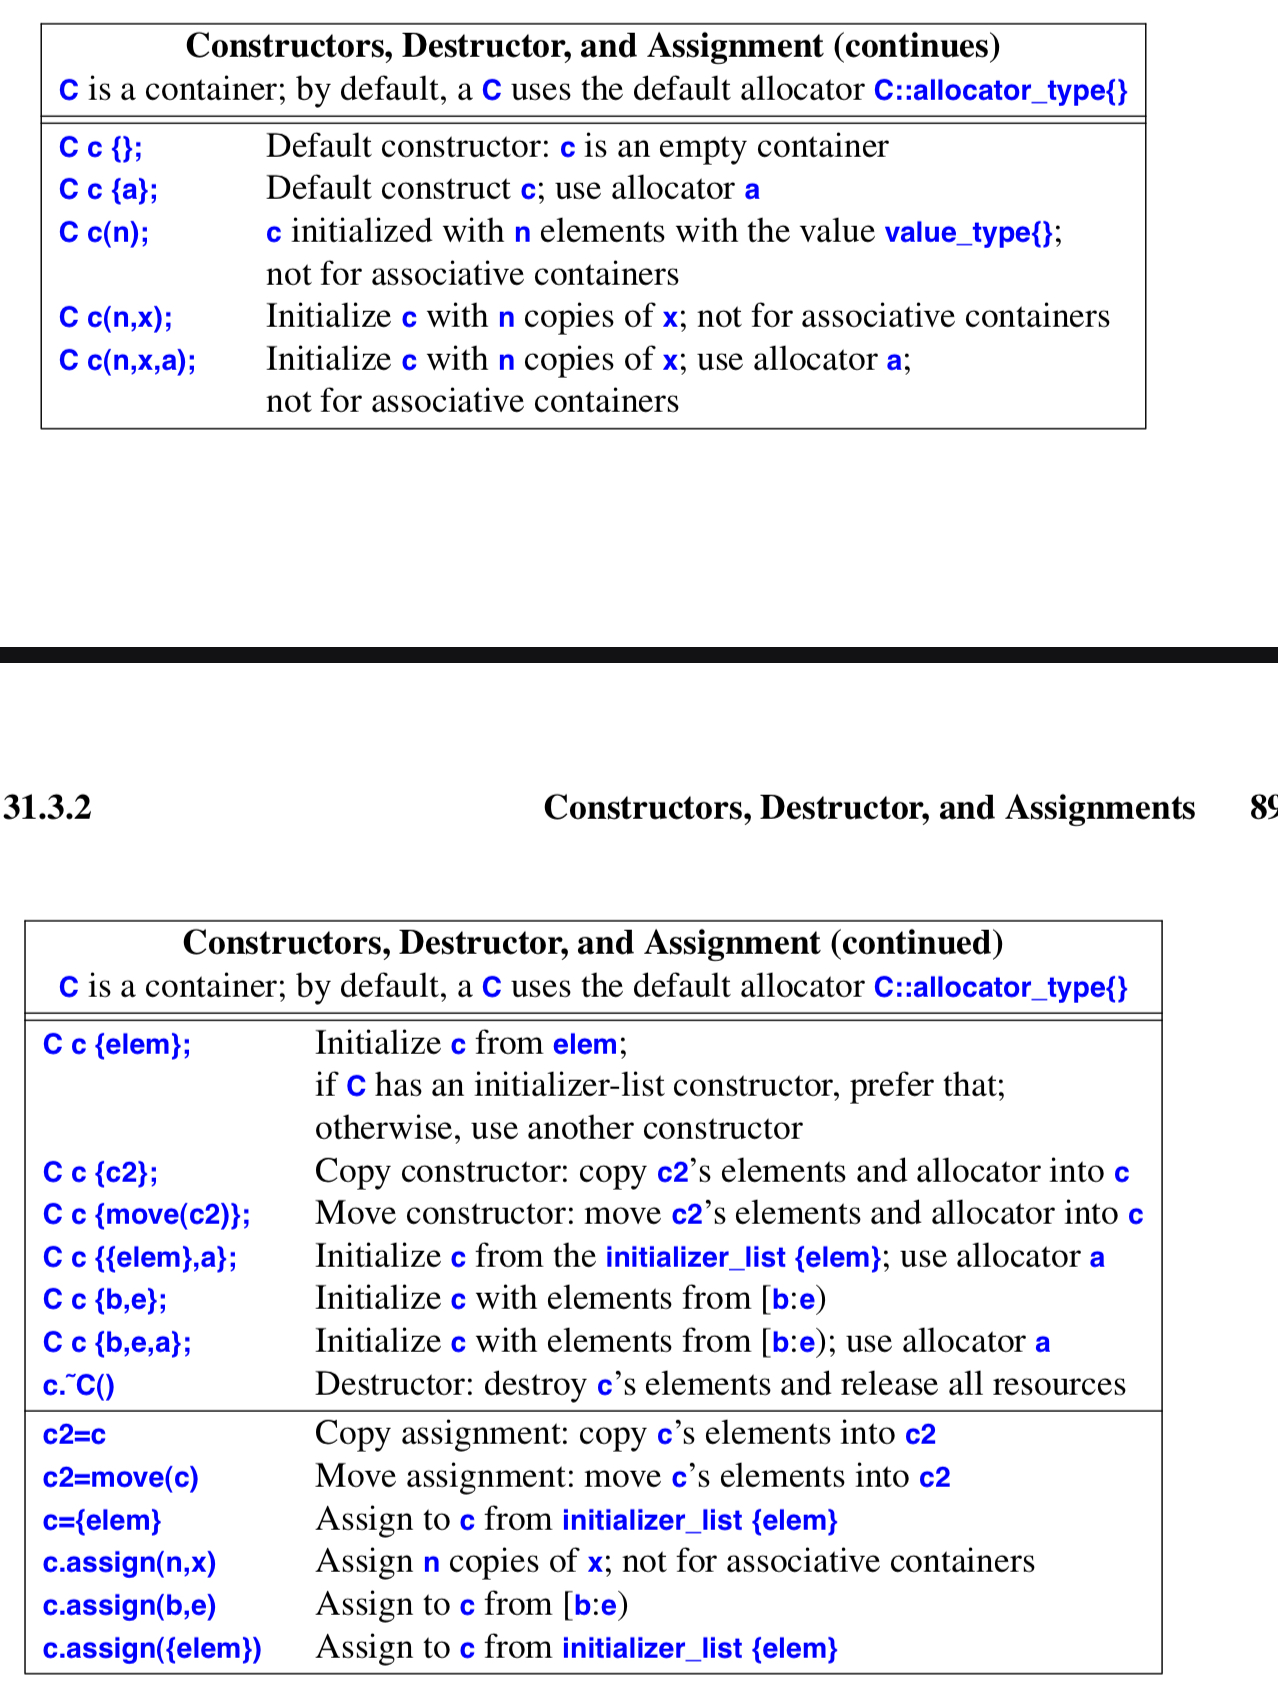 Constructors, Destructor, and Assignment (continues)
C is a container; by default, a C uses the default allocator C::allocator_type{}
C c {}; Default constructor: c is an empty container
C c {a}; Default construct c; use allocator a
C c(n); c initialized with n elements with the value value_type{};
not for associative containers
C c(n,x); Initialize c with n copies of x; not for associative containers
C c(n,x,a); Initialize c with n copies of x; use allocator a;
not for associative containers
31.3.2 Constructors, Destructor, and Assignments 89
Constructors, Destructor, and Assignment (continued)
C is a container; by default, a C uses the default allocator C::allocator_type{}
C c {elem}; Initialize c from elem;
if C has an initializer-list constructor, prefer that;
otherwise, use another constructor
C c {c2}; Copy constructor: copy c2's elements and allocator into c
C c {move(c2)}; Move constructor: move c2's elements and allocator into c
C c {{elem},a}; Initialize c from the initializer_list {elem}; use allocator a
C c {b,e}; Initialize c with elements from [b:e)
C c {b,e,a}; Initialize c with elements from [b:e); use allocator a
c.~C() Destructor: destroy c's elements and release all resources
c2=c Copy assignment: copy c's elements into c2
c2=move(c) Move assignment: move c's elements into c2
c={elem} Assign to c from initializer_list {elem}
c.assign(n,x) Assign n copies of x; not for associative containers
c.assign(b,e) Assign to c from [b:e)
c.assign({elem}) Assign to c from initializer_list {elem}